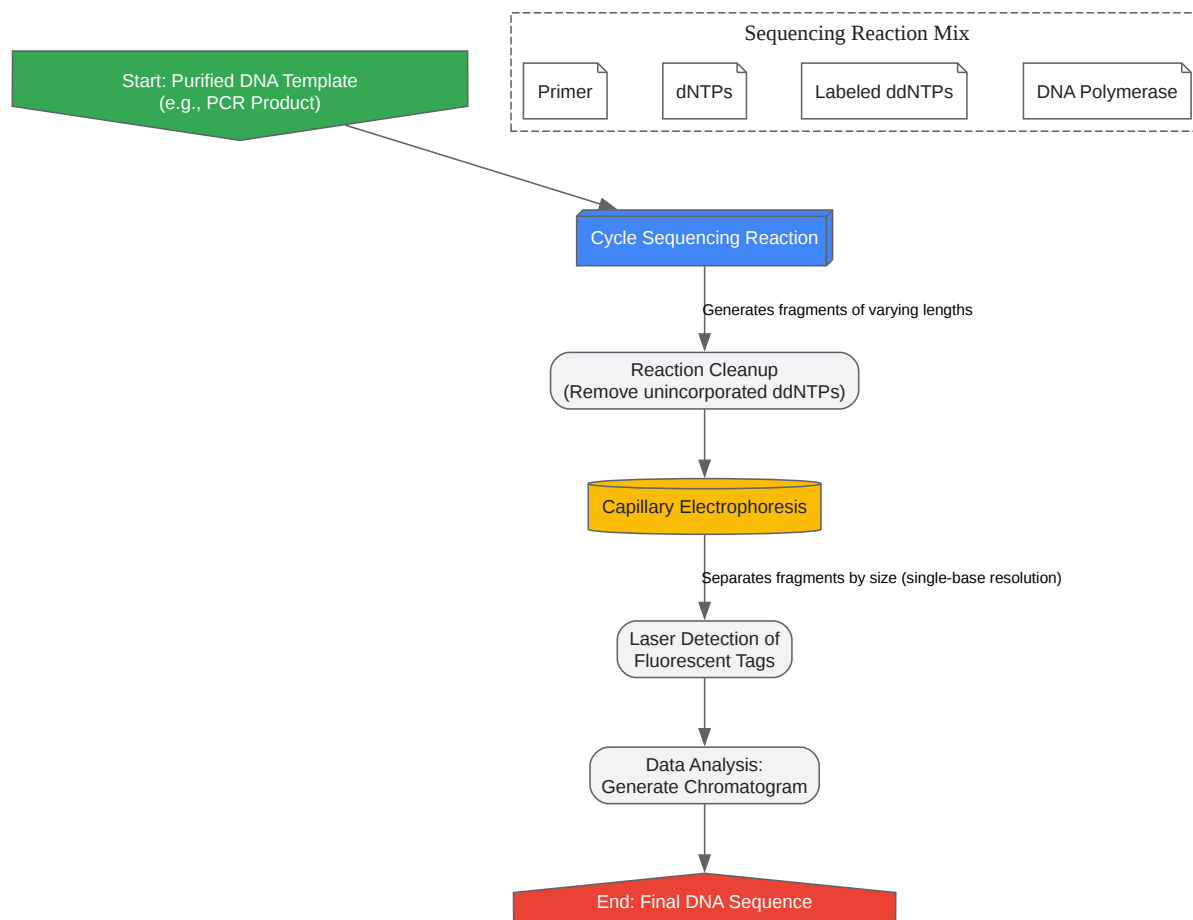 Sequencing Reaction Mix
Start: Purified DNA Template
(e.g., PCR Product)
Primer
dNTPs
Labeled ddNTPs
DNA Polymerase
Cycle Sequencing Reaction
Generates fragments of varying lengths
Reaction Cleanup
(Remove unincorporated ddNTPs)
Capillary Electrophoresis
Separates fragments by size (single-base resolution)
Laser Detection of
Fluorescent Tags
Data Analysis:
Generate Chromatogram
End: Final DNA Sequence